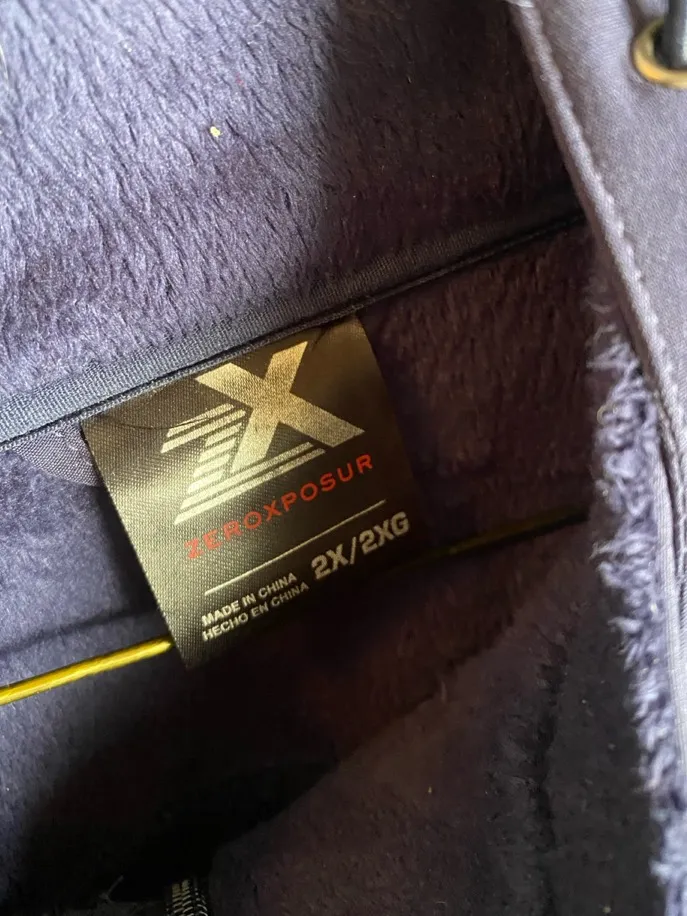 ZX
ZEROXPOSUR
2X/2XG
MADE IN CHINA
HECHO EN CHINA